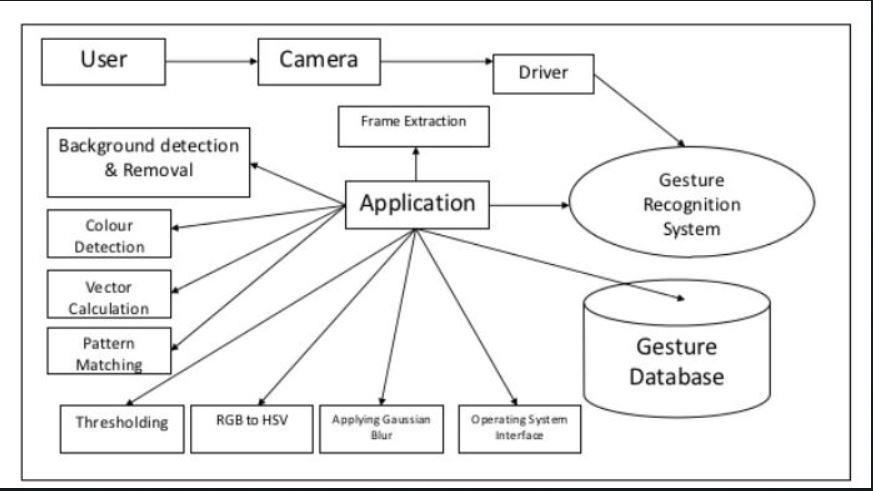 User
Camera
Driver
Frame Extraction
Background detection
& Removal
Application
Gesture
Recognition
System
Colour
Detection
Vector
Calculation
Pattern
Matching
Gesture
Database
Thresholding
RGB to HSV
Applying Gaussian
Blur
Operating System
Interface